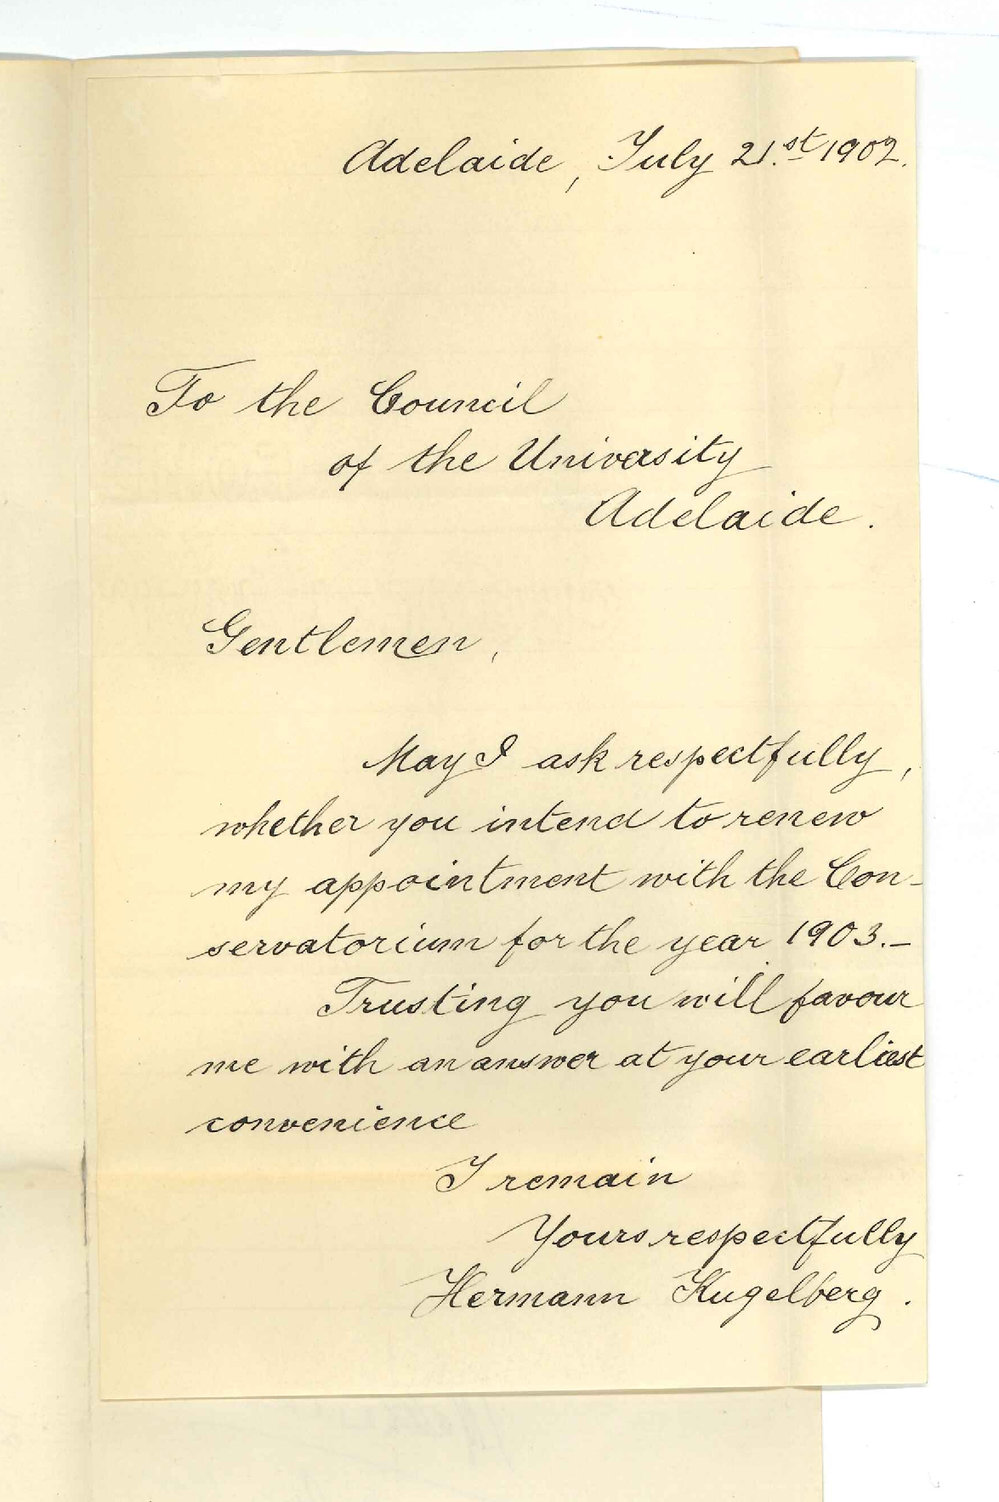 Adelaide, July 21.st 1902.
To the Council
of the University
Adelaide.
Gentlemen,
May I ask respectfully,
whether you intend to renew
my appointment with the Con-
servatorium for the year 1903.—
Trusting you will favour
me with an answer at your earliest
convenience
I remain
Yours respectfully
Hermann Kugelberg.